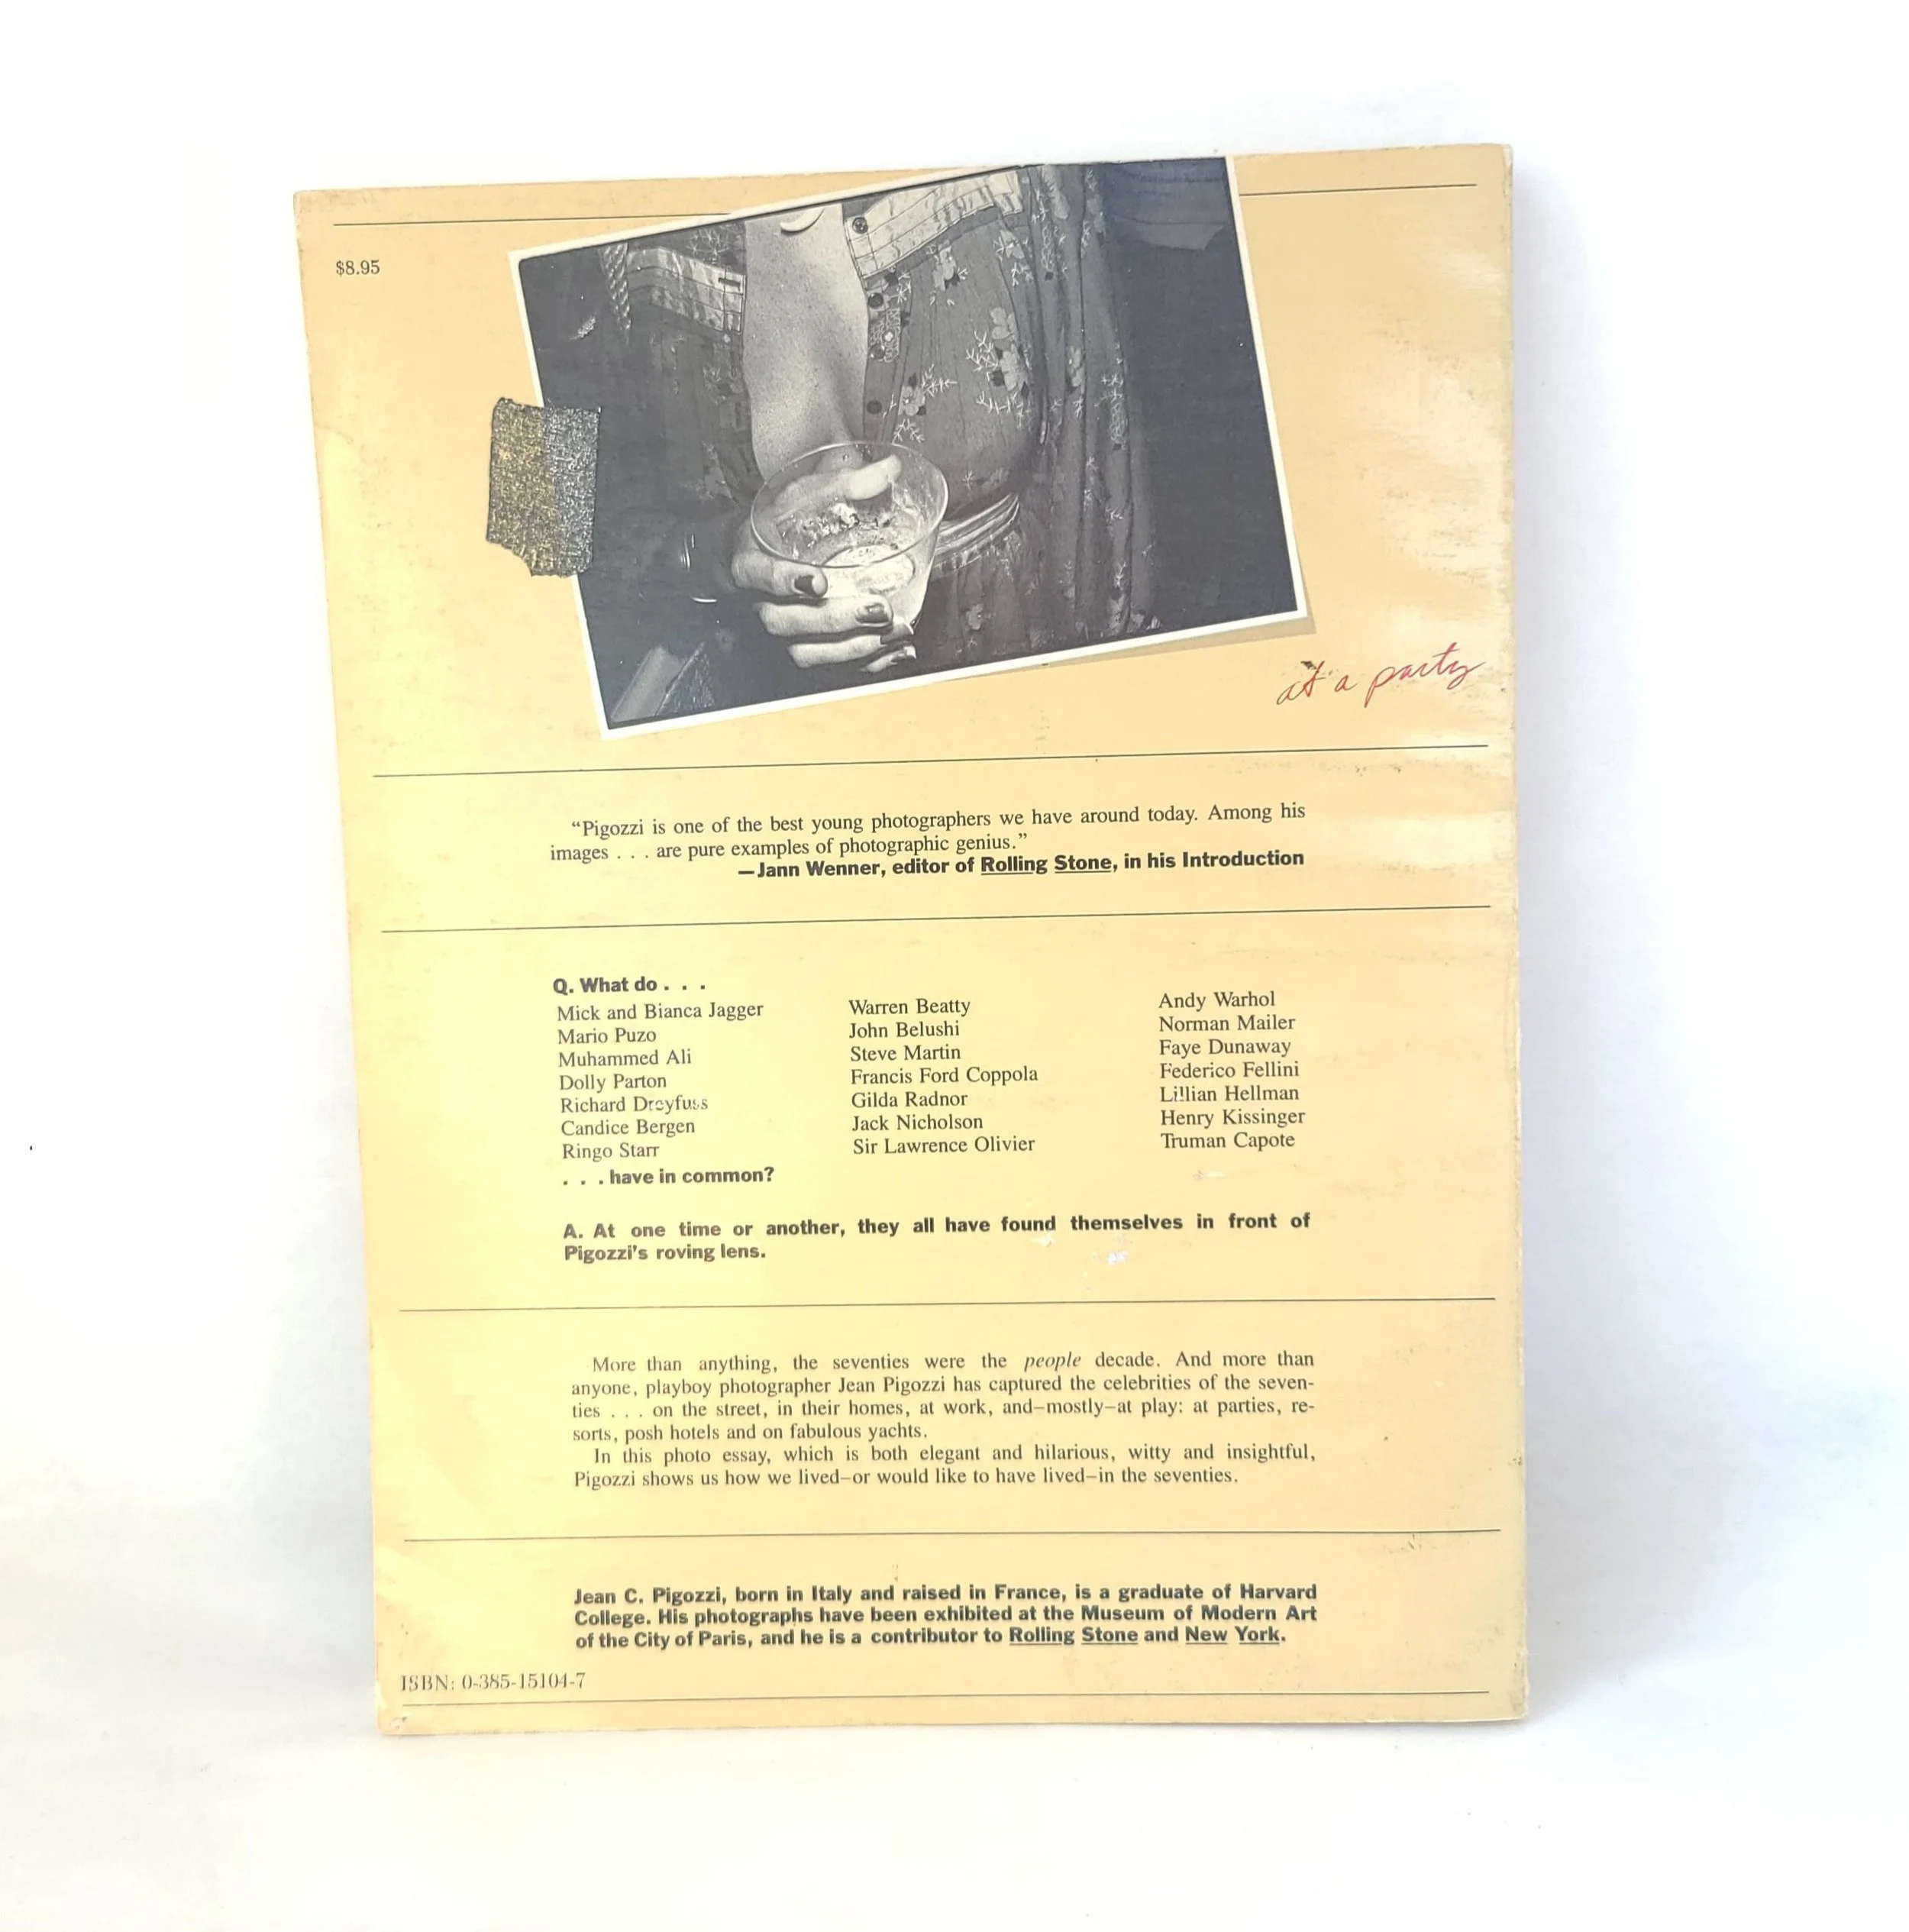 $8.95
at a party
“Pigozzi is one of the best young photographers we have around today. Among his
images . . . are pure examples of photographic genius.”
—Jann Wenner, editor of Rolling Stone, in his Introduction
Q. What do . . .
Mick and Bianca Jagger
Mario Puzo
Muhammed Ali
Dolly Parton
Richard Dreyfuss
Candice Bergen
Ringo Starr
Warren Beatty
John Belushi
Steve Martin
Francis Ford Coppola
Gilda Radnor
Jack Nicholson
Sir Lawrence Olivier
Andy Warhol
Norman Mailer
Faye Dunaway
Federico Fellini
Lillian Hellman
Henry Kissinger
Truman Capote
. . . have in common?
A. At one time or another, they all have found themselves in front of
Pigozzi's roving lens.
More than anything, the seventies were the people decade. And more than
anyone, playboy photographer Jean Pigozzi has captured the celebrities of the seven-
ties . . . on the street, in their homes, at work, and–mostly–at play: at parties, re-
sorts, posh hotels and on fabulous yachts.
In this photo essay, which is both elegant and hilarious, witty and insightful,
Pigozzi shows us how we lived–or would like to have lived–in the seventies.
Jean C. Pigozzi, born in Italy and raised in France, is a graduate of Harvard
College. His photographs have been exhibited at the Museum of Modern Art
of the City of Paris, and he is a contributor to Rolling Stone and New York.
ISBN: 0-385-15104-7